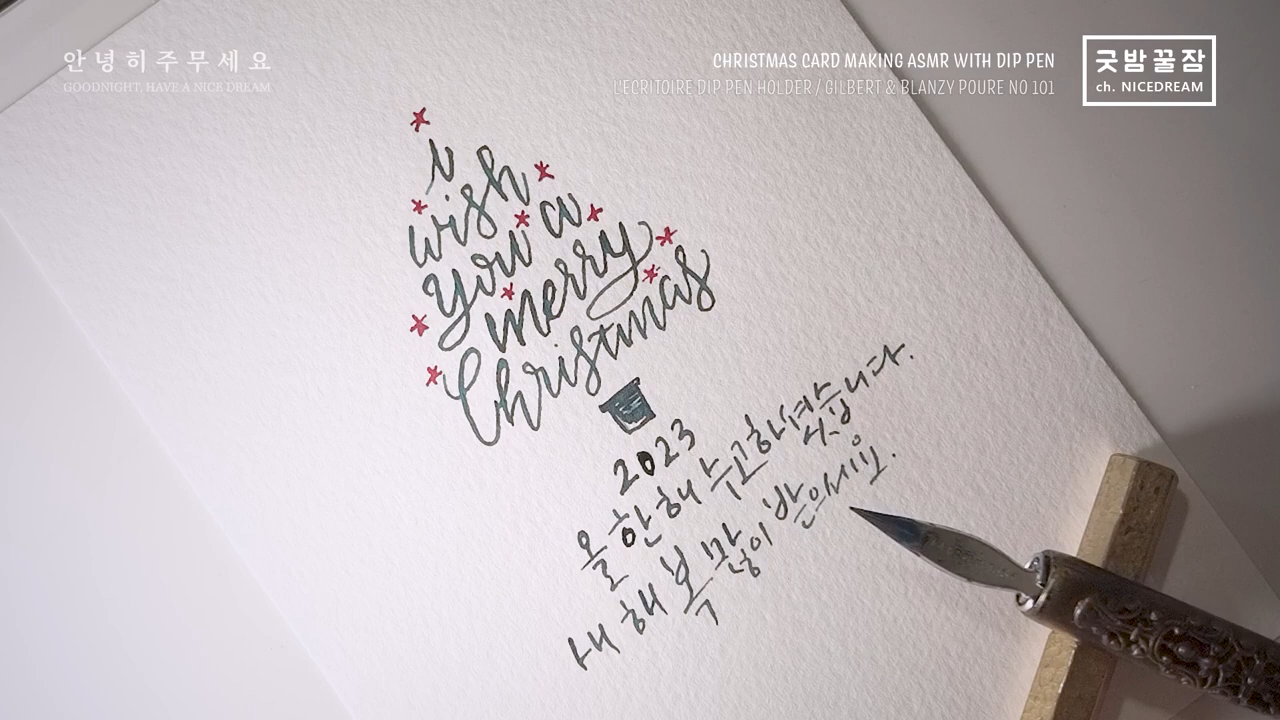 안녕히주무세요
GOODNIGHT, HAVE A NICE DREAM
CHRISTMAS CARD MAKING ASMR WITH DIP PEN
L'ECRITOIRE DIP PEN HOLDER / GILBERT & BLANZY POURE NO 101
굿밤꿀잠
ch. NICEDREAM
i
wish
you a
merry
Christmas
2023
올 한해 수고하셨습니다.
새해 복 많이 받으세요.